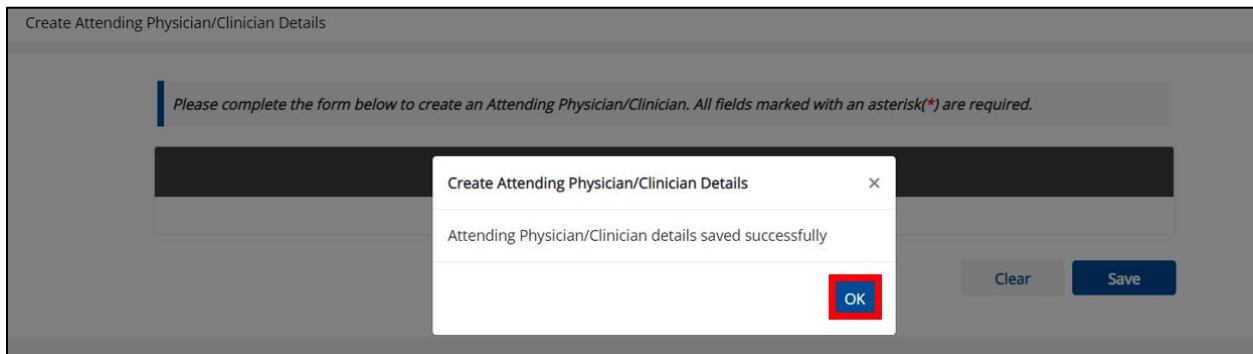 Create Attending Physician/Clinician Details
Please complete the form below to create an Attending Physician/Clinician. All fields marked with an asterisk(*) are required.
Create Attending Physician/Clinician Details ×
Attending Physician/Clinician details saved successfully
Clear Save
OK